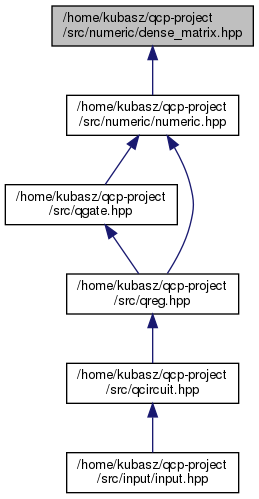 /home/kubasz/qcp-project
/src/numeric/dense_matrix.hpp
/home/kubasz/qcp-project
/src/numeric/numeric.hpp
/home/kubasz/qcp-project
/src/qgate.hpp
/home/kubasz/qcp-project
/src/qreg.hpp
/home/kubasz/qcp-project
/src/qcircuit.hpp
/home/kubasz/qcp-project
/src/input/input.hpp